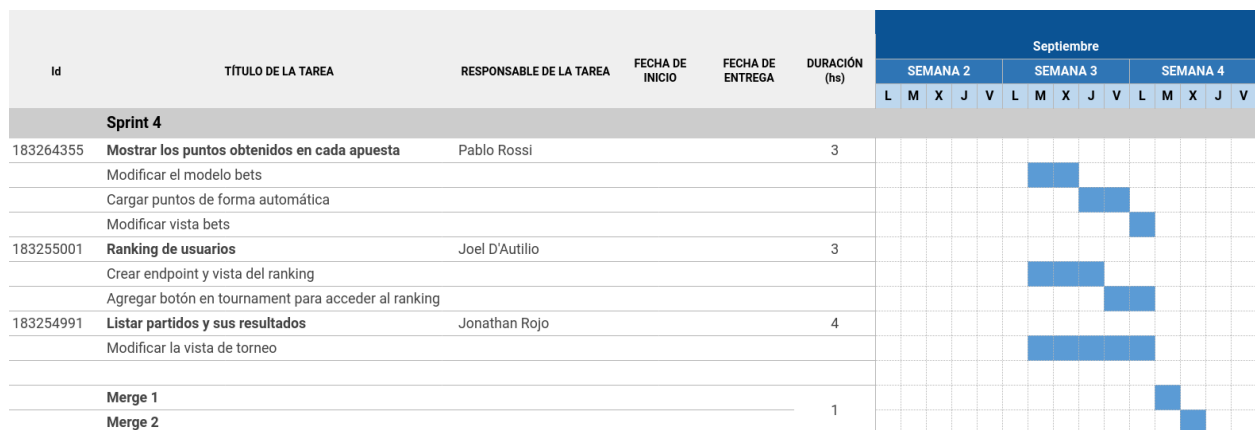 Septiembre
Id TÍTULO DE LA TAREA RESPONSABLE DE LA TAREA FECHA DE INICIO FECHA DE ENTREGA DURACIÓN (hs) SEMANA 2 SEMANA 3 SEMANA 4
L M X J V L M X J V L M X J V
Sprint 4
183264355 Mostrar los puntos obtenidos en cada apuesta Pablo Rossi 3
Modificar el modelo bets
Cargar puntos de forma automática
Modificar vista bets
183255001 Ranking de usuarios Joel D'Autilio 3
Crear endpoint y vista del ranking
Agregar botón en tournament para acceder al ranking
183254991 Listar partidos y sus resultados Jonathan Rojo 4
Modificar la vista de torneo
Merge 1
1
Merge 2